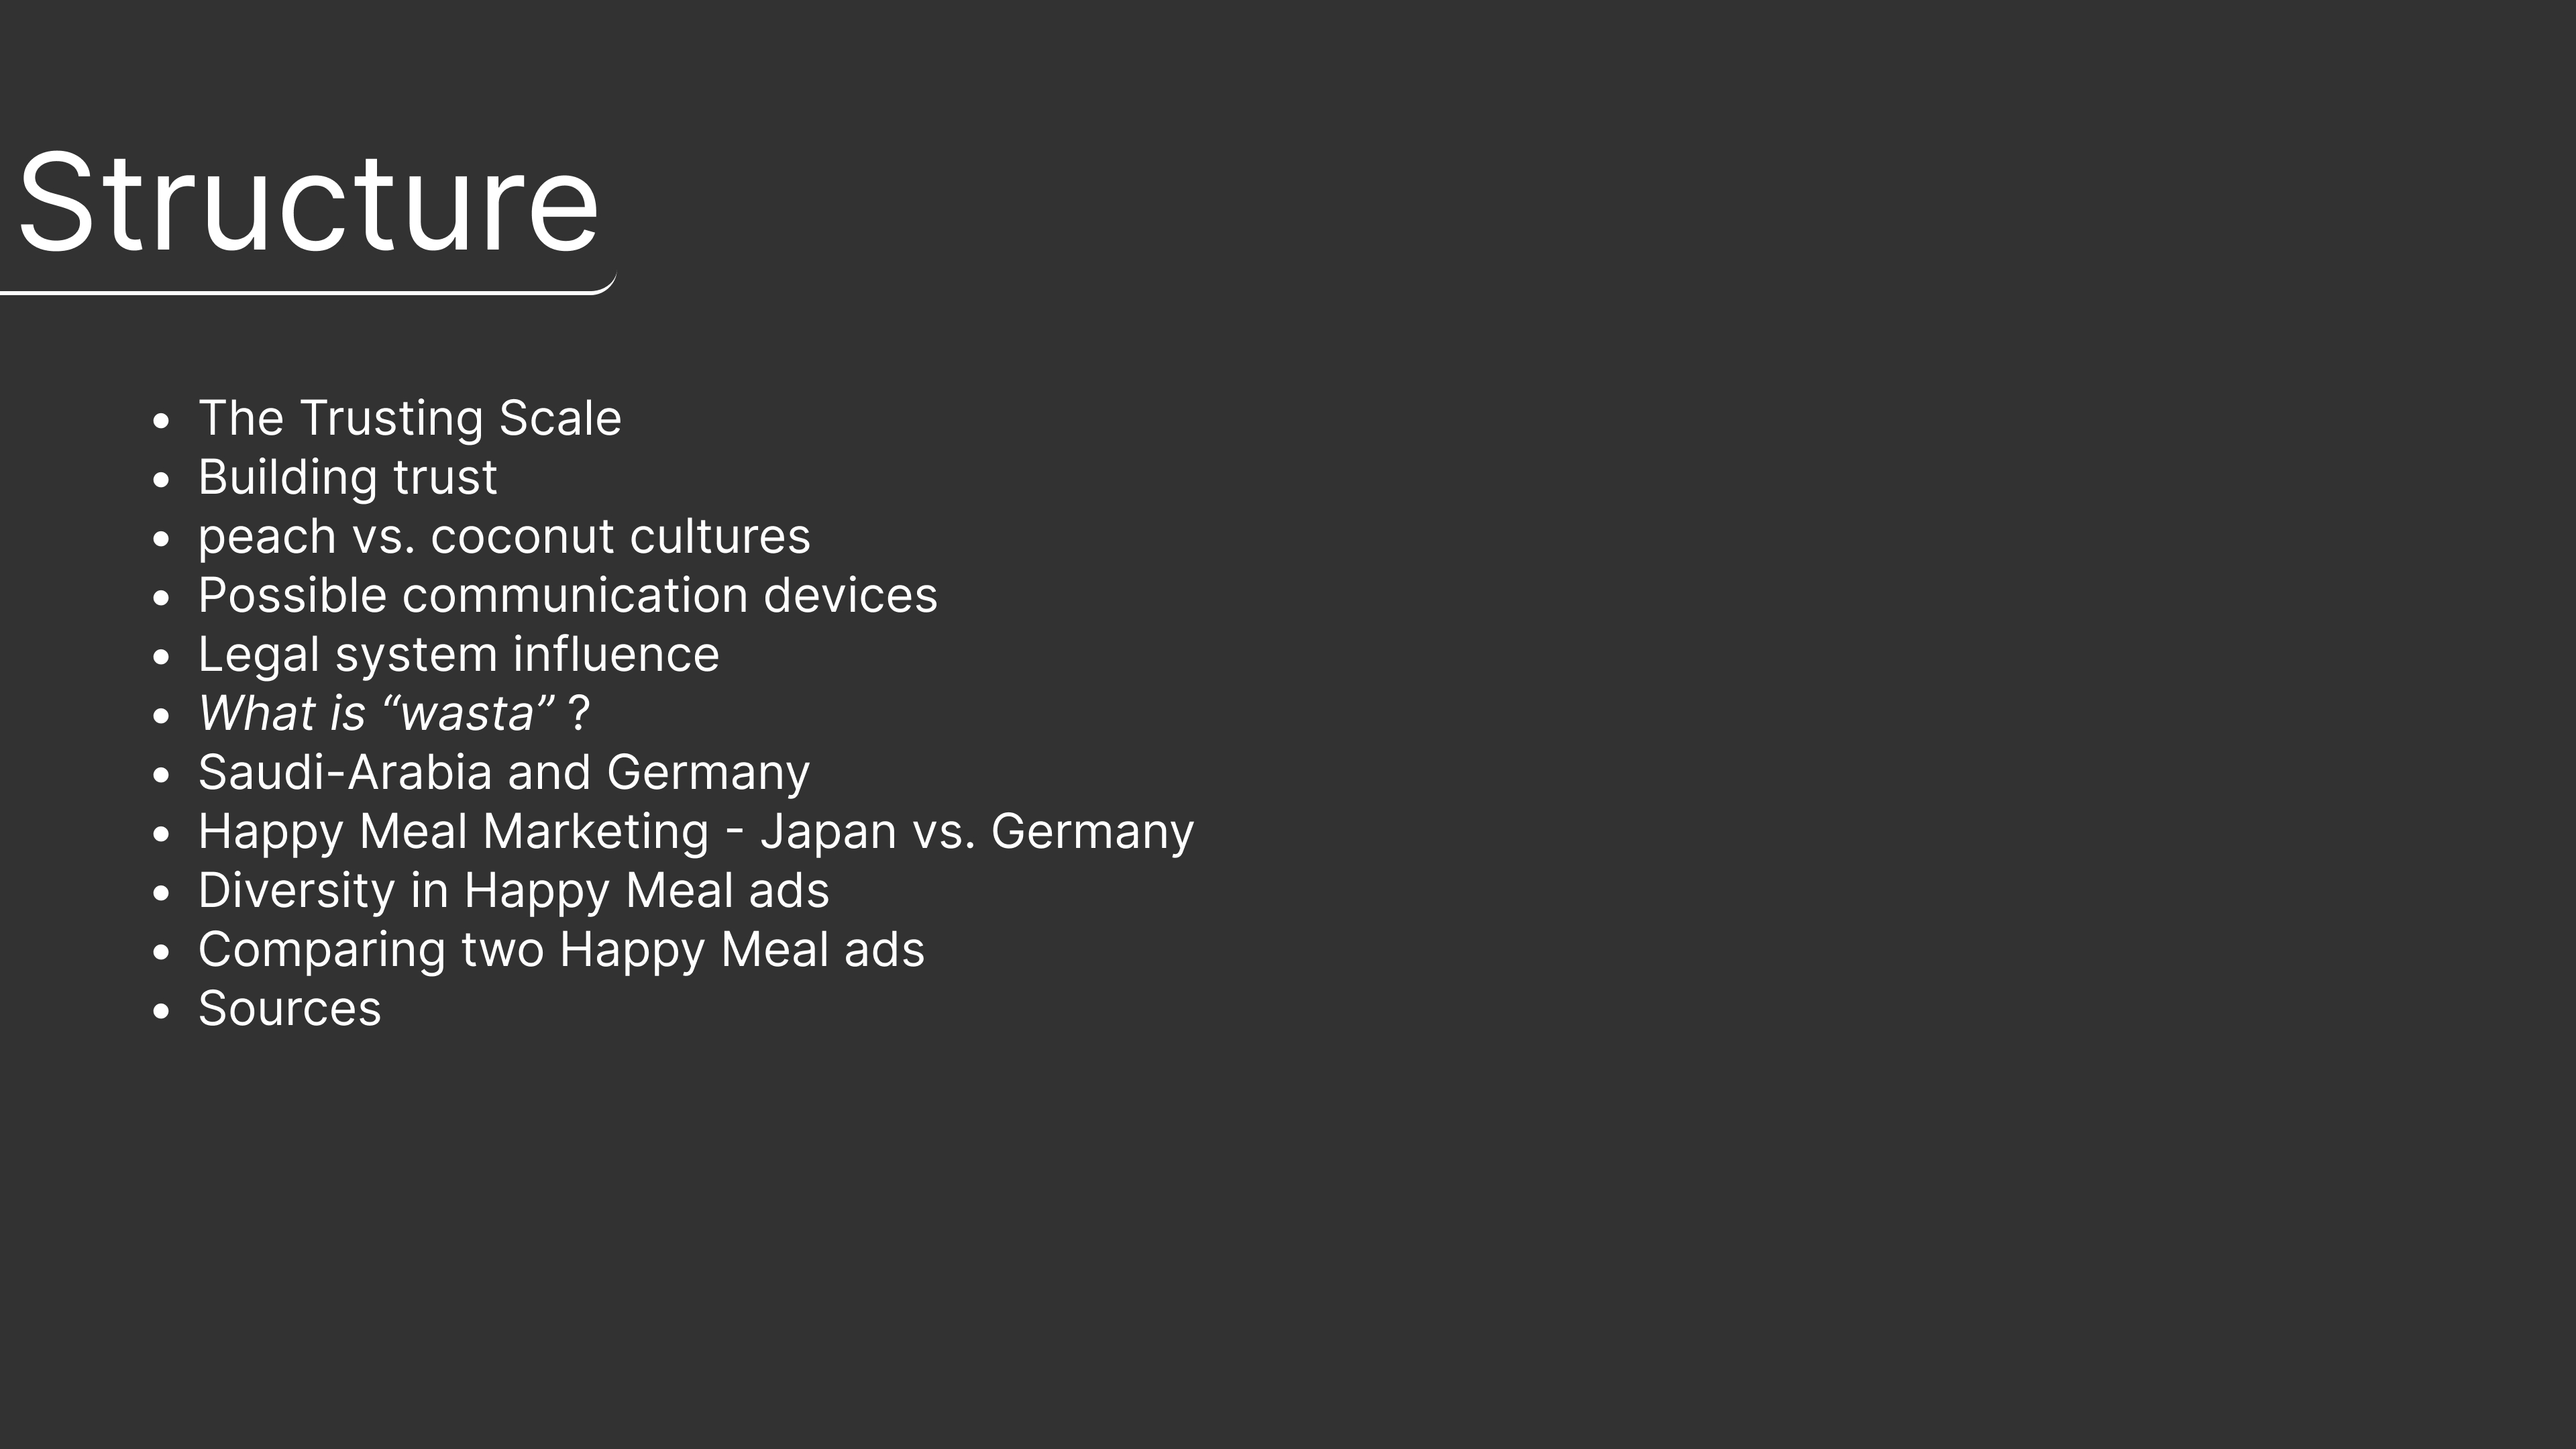 Structure
• The Trusting Scale
• Building trust
• peach vs. coconut cultures
• Possible communication devices
• Legal system influence
• What is “wasta” ?
• Saudi-Arabia and Germany
• Happy Meal Marketing - Japan vs. Germany
• Diversity in Happy Meal ads
• Comparing two Happy Meal ads
• Sources